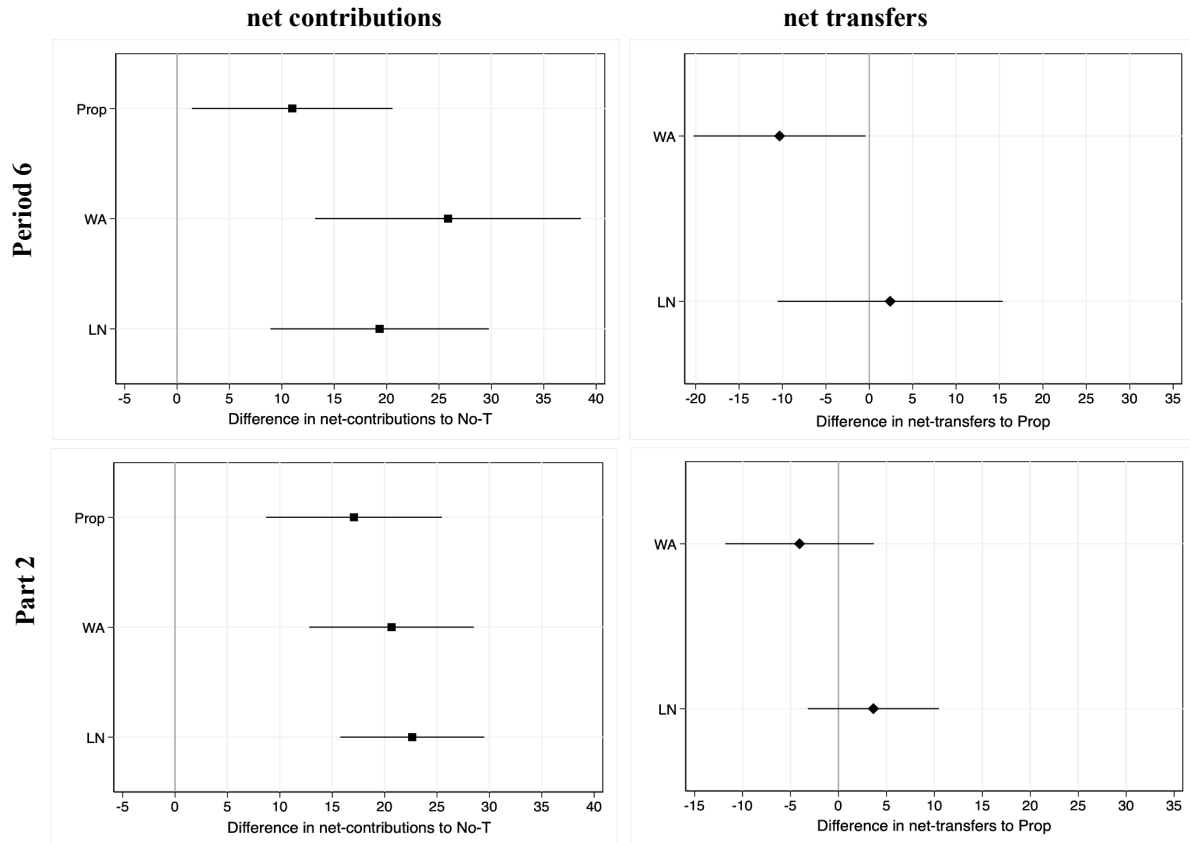 net contributions
net transfers
Period 6
Prop
WA
LN
-5 0 5 10 15 20 25 30 35 40
Difference in net-contributions to No-T
WA
LN
-20 -15 -10 -5 0 5 10 15 20 25 30 35
Difference in net-transfers to Prop
Part 2
Prop
WA
LN
-5 0 5 10 15 20 25 30 35 40
Difference in net-contributions to No-T
WA
LN
-15 -10 -5 0 5 10 15 20 25 30 35
Difference in net-transfers to Prop